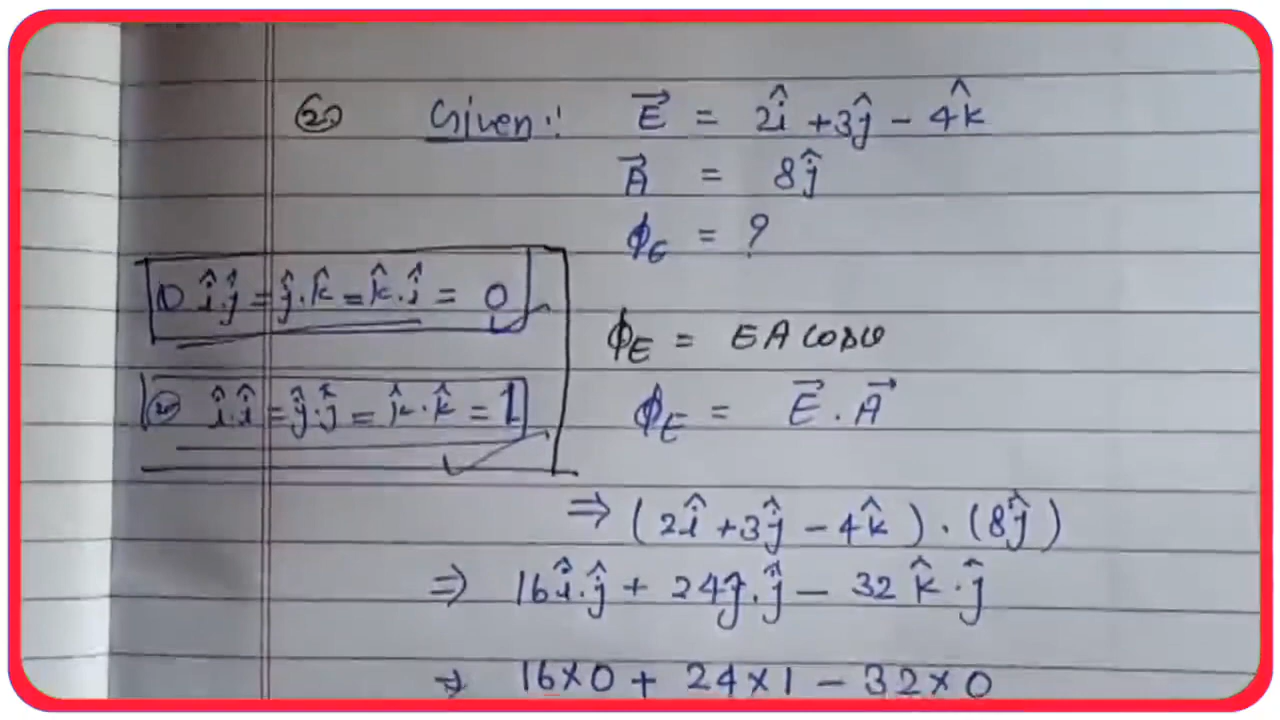 2. Given:: E⃗ = 2î + 3ĵ - 4k̂
A⃗ = 8ĵ
ϕE = ?
1) î.ĵ = ĵ.k̂ = k̂.î = 0
ϕE = EA cosθ
2) î.î = ĵ.ĵ = k̂.k̂ = 1
ϕE = E⃗ . A⃗
⇒ (2î + 3ĵ - 4k̂) . (8ĵ)
⇒ 16î.ĵ + 24ĵ.ĵ - 32k̂.ĵ
⇒ 16×0 + 24×1 - 32×0